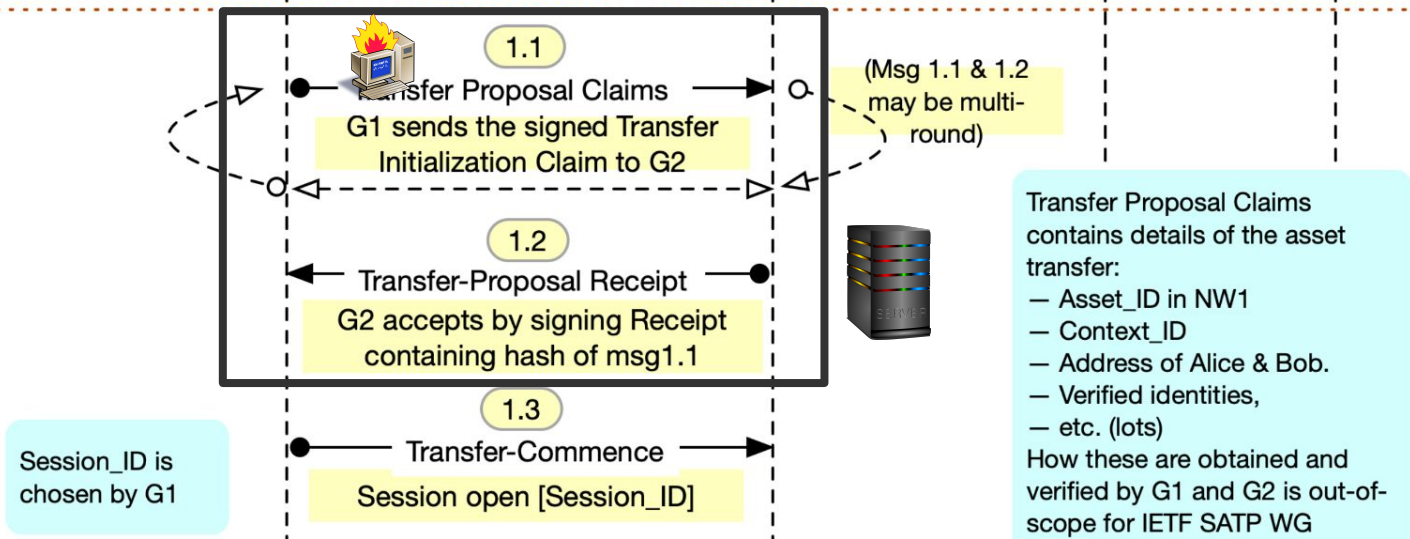 1.1
Transfer Proposal Claims
G1 sends the signed Transfer
Initialization Claim to G2
(Msg 1.1 & 1.2
may be multi-
round)
1.2
Transfer-Proposal Receipt
G2 accepts by signing Receipt
containing hash of msg1.1
SERVER
1.3
Transfer-Commence
Session open [Session_ID]
Session_ID is
chosen by G1
Transfer Proposal Claims
contains details of the asset
transfer:
— Asset_ID in NW1
— Context_ID
— Address of Alice & Bob.
— Verified identities,
— etc. (lots)
How these are obtained and
verified by G1 and G2 is out-of-
scope for IETF SATP WG